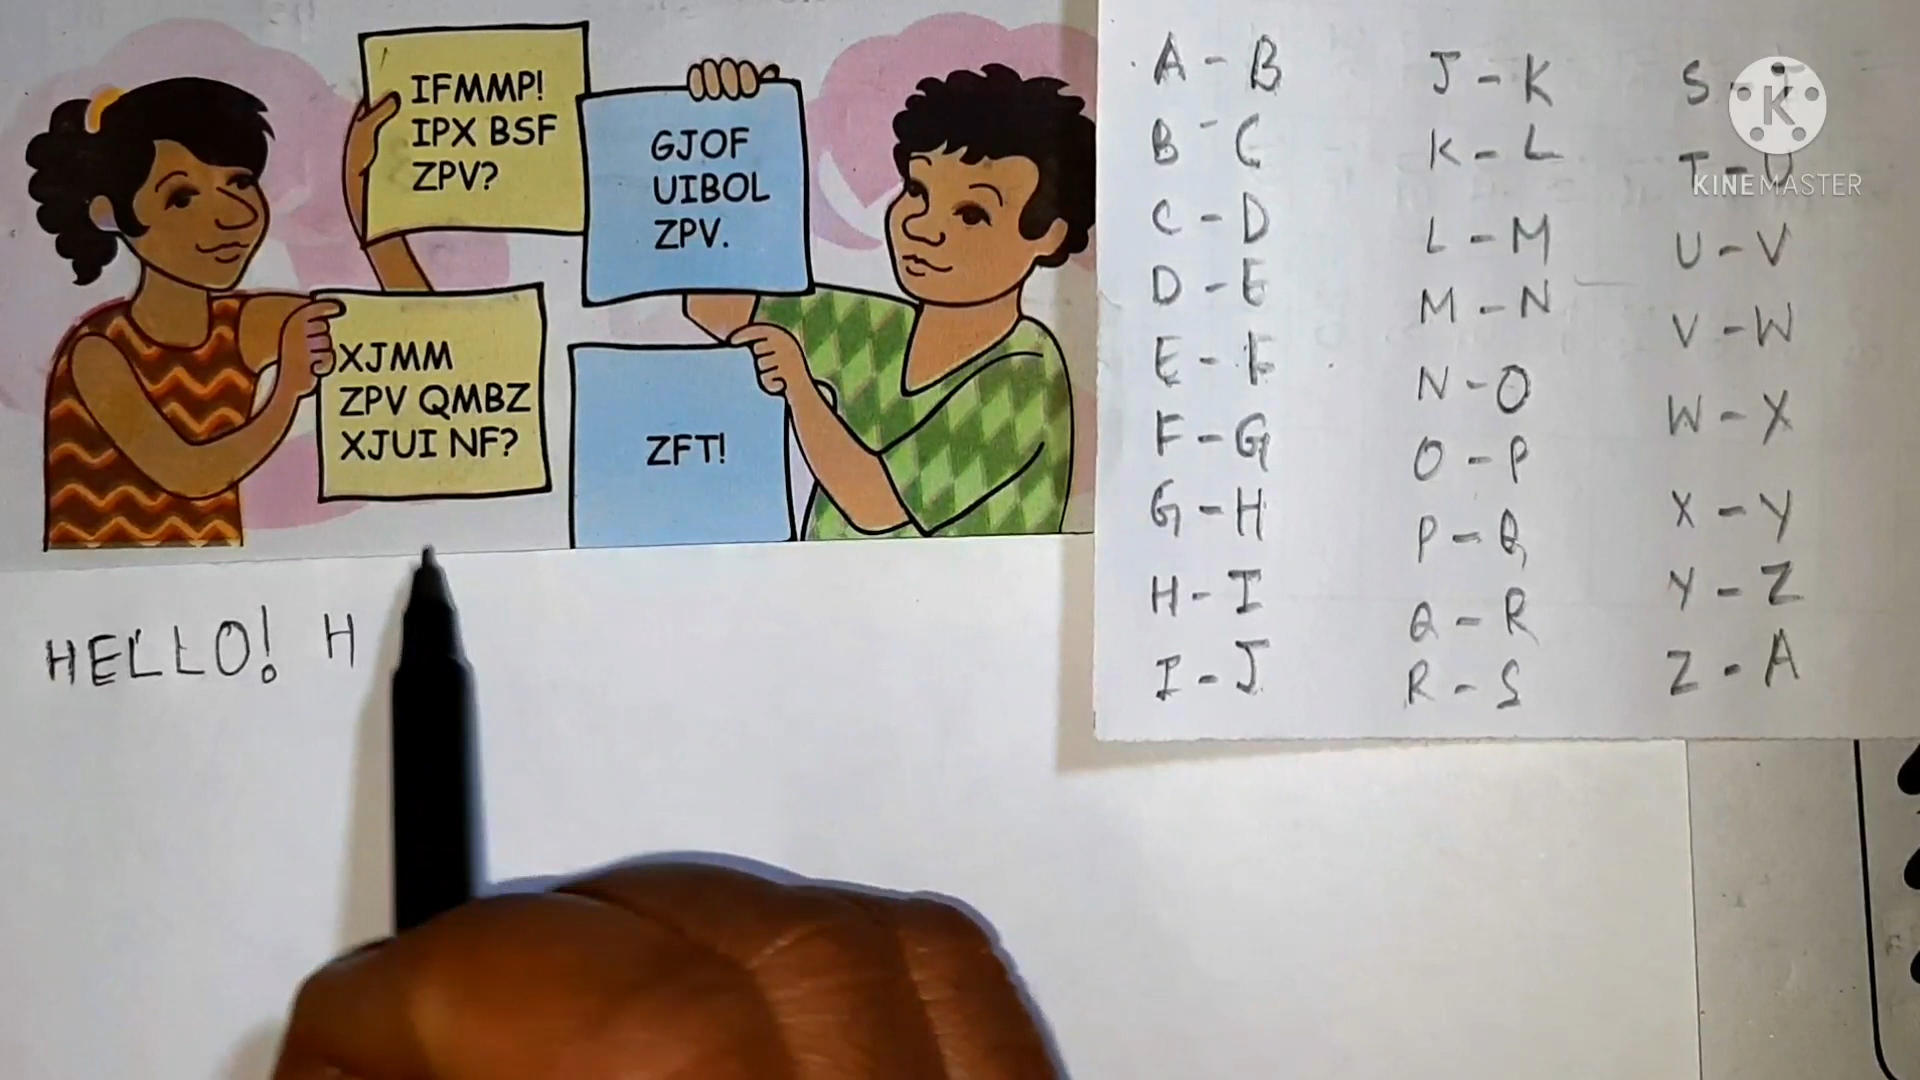 IFMMP!
IPX BSF
ZPV?
GJOF
UIBOL
ZPV.
XJMM
ZPV QMBZ
XJUI NF?
ZFT!
HELLO! H
A - B
B - C
C - D
D - E
E - F
F - G
G - H
H - I
I - J
J - K
K - L
L - M
M - N
N - O
O - P
P - Q
Q - R
R - S
S - T
T - U
U - V
V - W
W - X
X - Y
Y - Z
Z - A
K
KINEMASTER